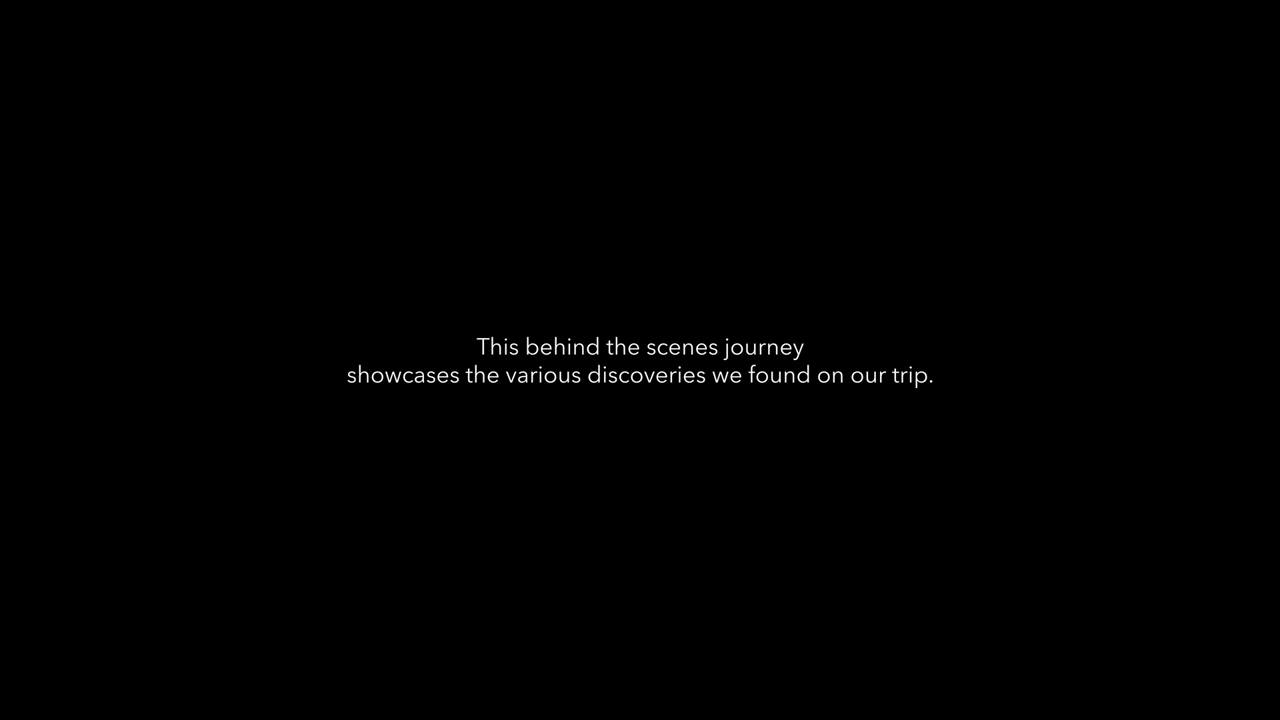 This behind the scenes journey
showcases the various discoveries we found on our trip.